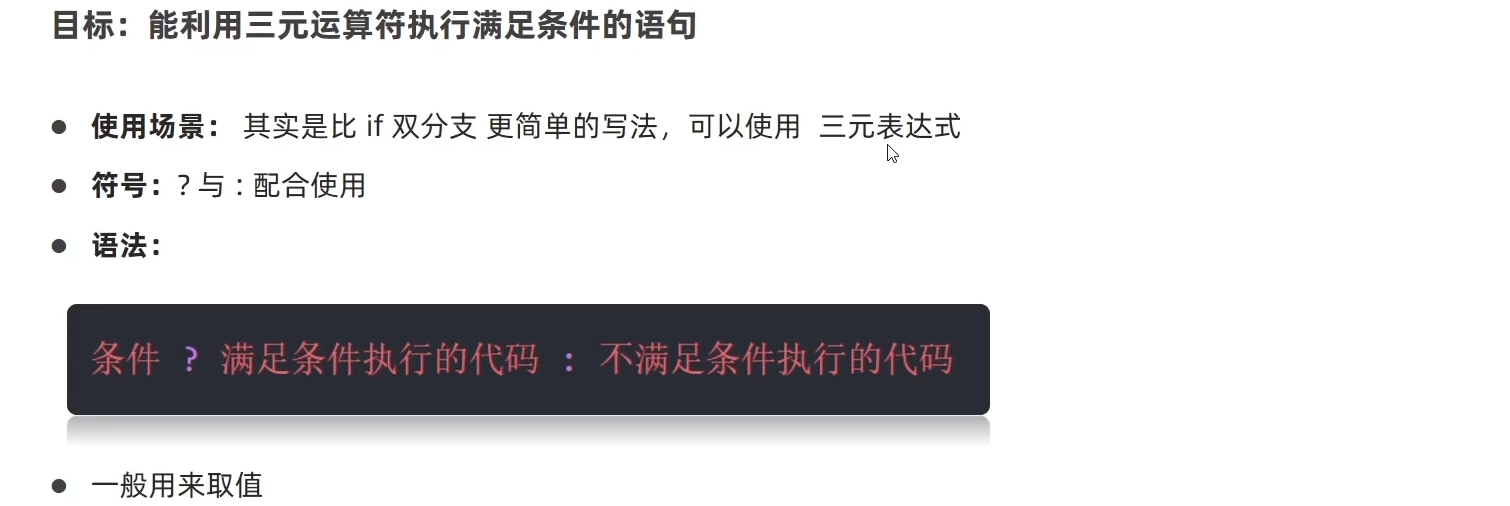 目标：能利用三元运算符执行满足条件的语句
使用场景： 其实是比 if 双分支 更简单的写法，可以使用 三元表达式
符号：? 与 : 配合使用
语法：
条件 ? 满足条件执行的代码 : 不满足条件执行的代码
一般用来取值